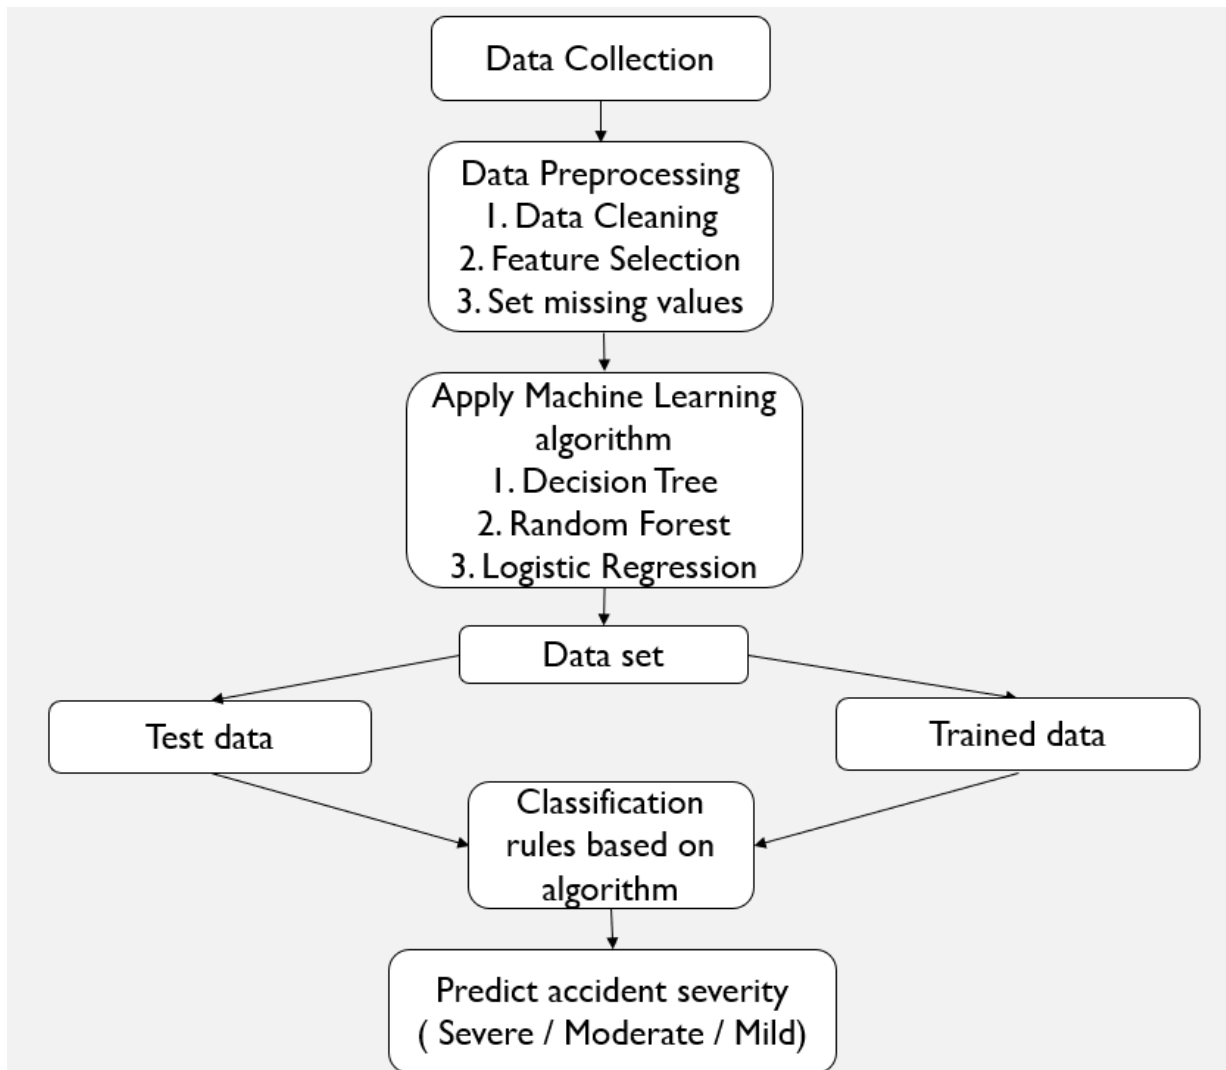 Data Collection
Data Preprocessing
1. Data Cleaning
2. Feature Selection
3. Set missing values
Apply Machine Learning
algorithm
1. Decision Tree
2. Random Forest
3. Logistic Regression
Data set
Test data
Trained data
Classification
rules based on
algorithm
Predict accident severity
( Severe / Moderate / Mild)